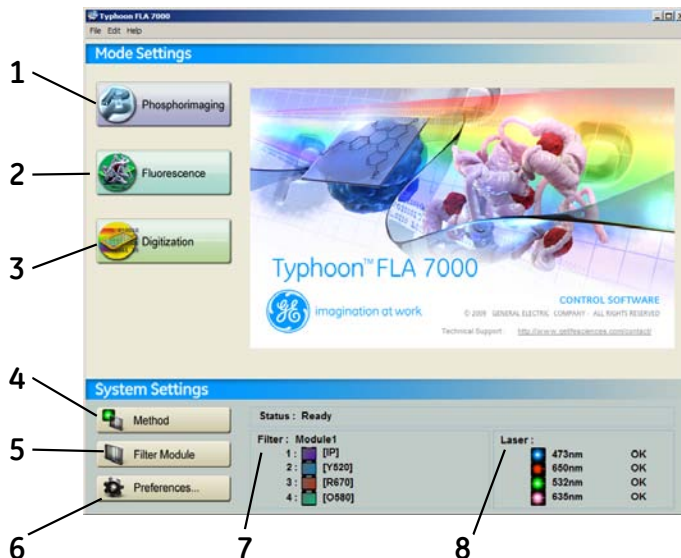 Typhoon FLA 7000
File Edit Help
Mode Settings
1
Phosphorimaging
2
Fluorescence
3
Digitization
Typhoon™ FLA 7000
imagination at work
CONTROL SOFTWARE
© 2009 GENERAL ELECTRIC COMPANY - ALL RIGHTS RESERVED
Technical Support http://www.gelifesciences.com/contact/
System Settings
4
Method
5
Filter Module
6
Preferences...
Status : Ready
Filter : Module1
1 : [IP]
2 : [Y520]
3 : [R670]
4 : [O580]
7
Laser :
473nm OK
650nm OK
532nm OK
635nm OK
8